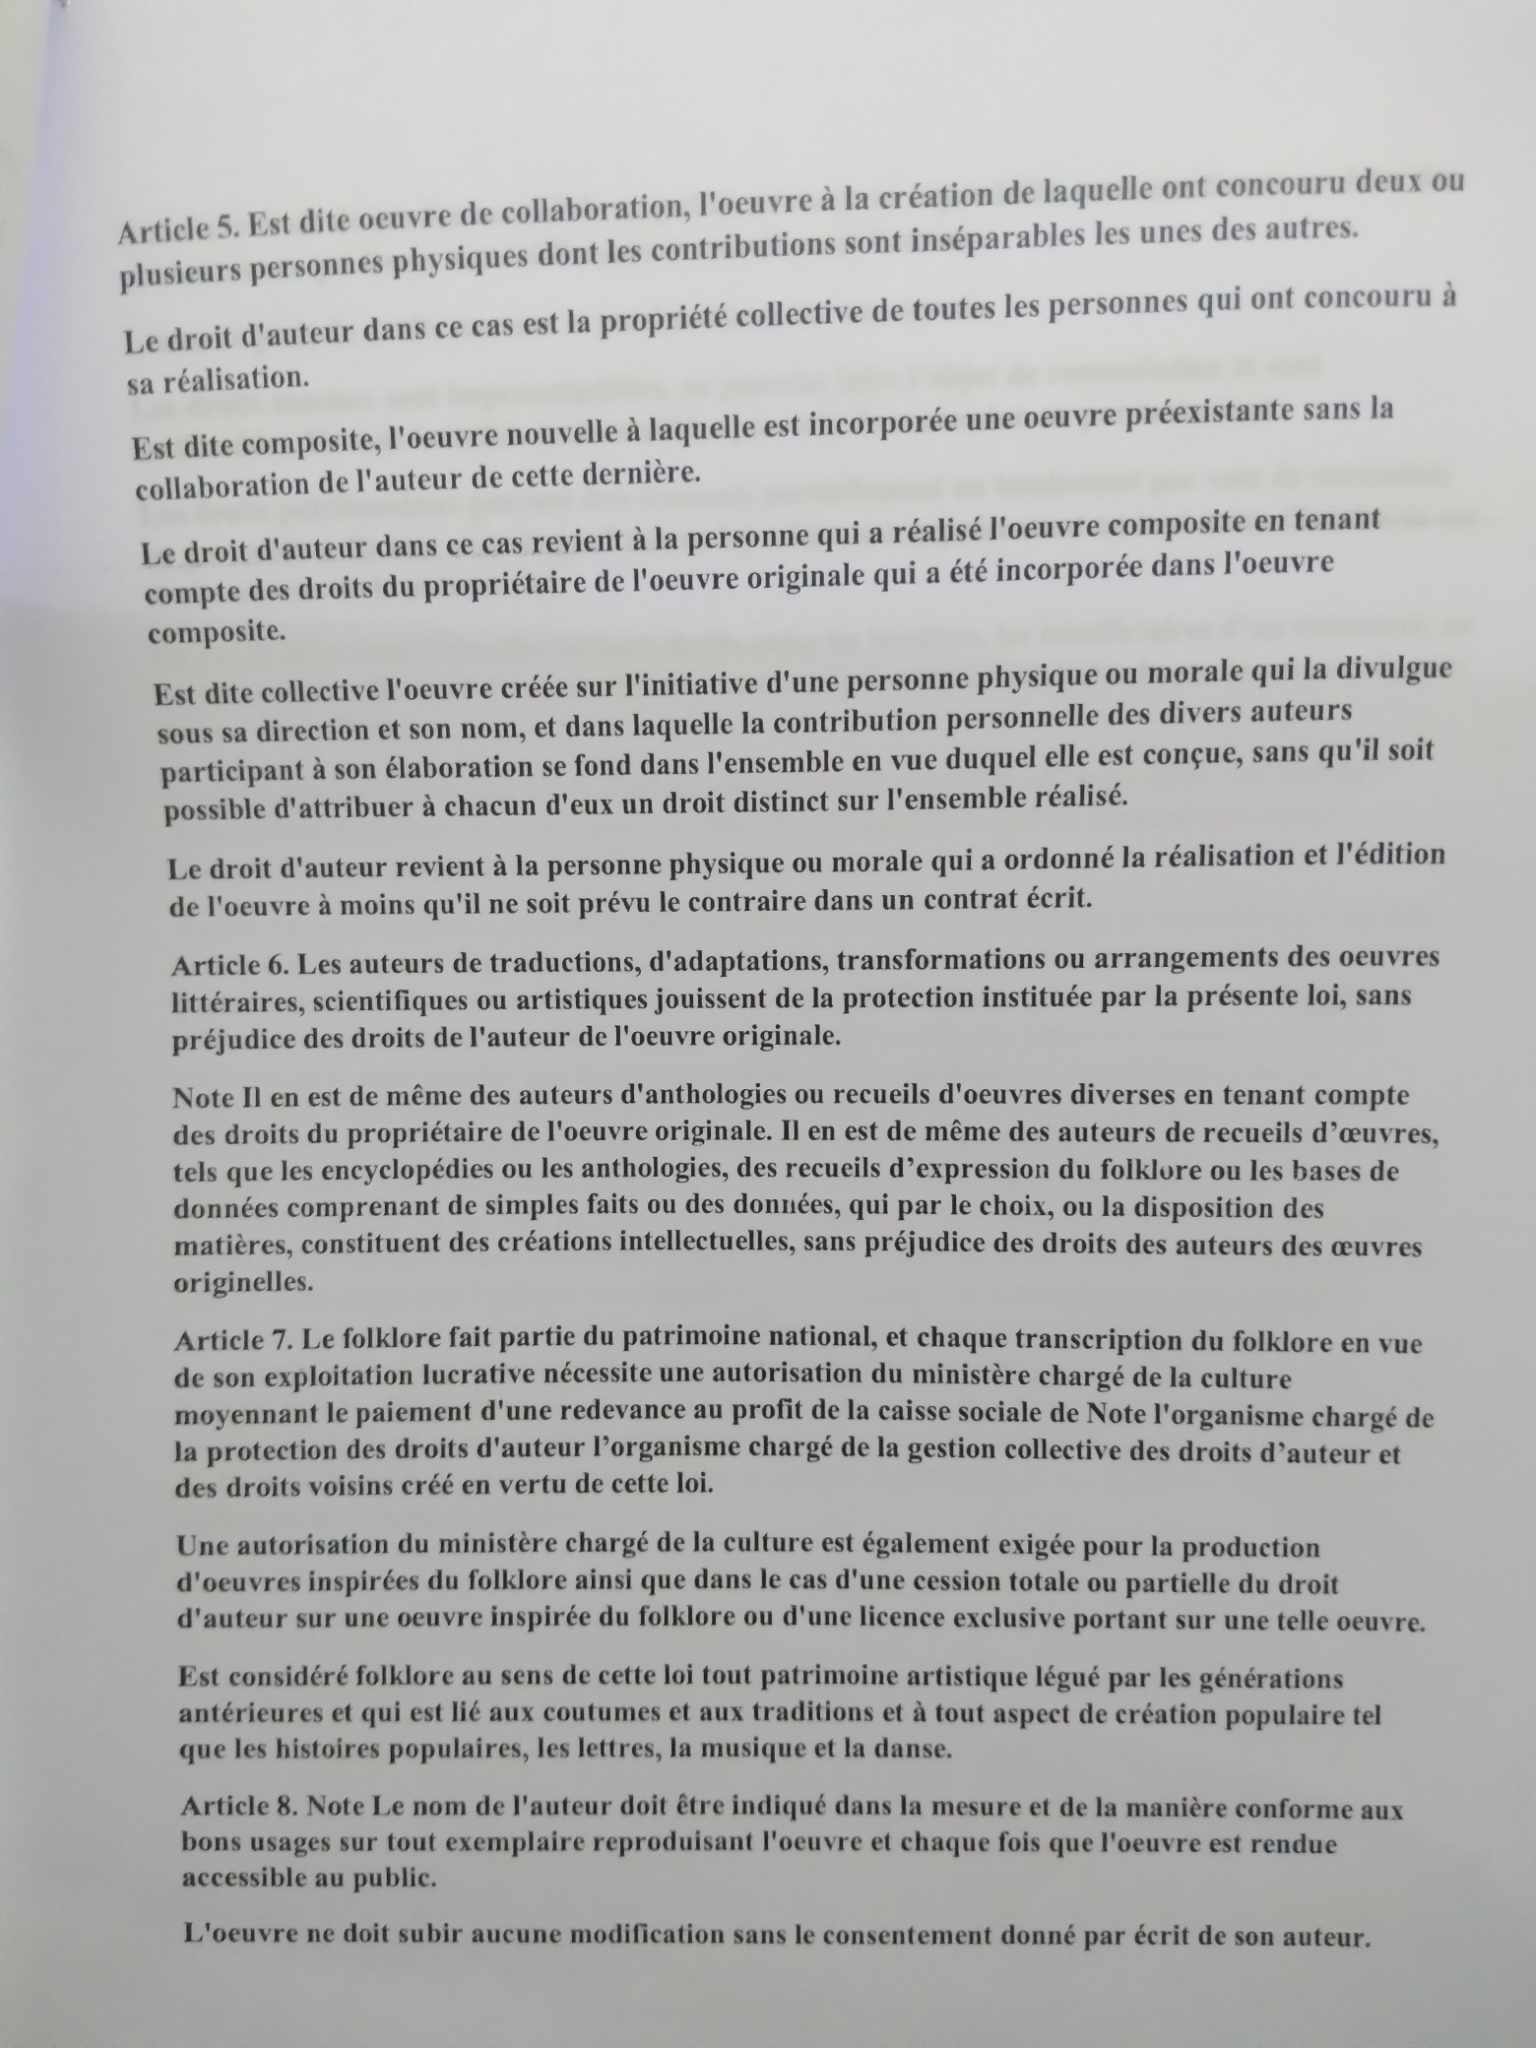 Article 5. Est dite oeuvre de collaboration, l'oeuvre à la création de laquelle ont concouru deux ou
plusieurs personnes physiques dont les contributions sont inséparables les unes des autres.
Le droit d'auteur dans ce cas est la propriété collective de toutes les personnes qui ont concouru à
sa réalisation.
Est dite composite, l'oeuvre nouvelle à laquelle est incorporée une oeuvre préexistante sans la
collaboration de l'auteur de cette dernière.
Le droit d'auteur dans ce cas revient à la personne qui a réalisé l'oeuvre composite en tenant
compte des droits du propriétaire de l'oeuvre originale qui a été incorporée dans l'oeuvre
composite.
Est dite collective l'oeuvre créée sur l'initiative d'une personne physique ou morale qui la divulgue
sous sa direction et son nom, et dans laquelle la contribution personnelle des divers auteurs
participant à son élaboration se fond dans l'ensemble en vue duquel elle est conçue, sans qu'il soit
possible d'attribuer à chacun d'eux un droit distinct sur l'ensemble réalisé.
Le droit d'auteur revient à la personne physique ou morale qui a ordonné la réalisation et l'édition
de l'oeuvre à moins qu'il ne soit prévu le contraire dans un contrat écrit.
Article 6. Les auteurs de traductions, d'adaptations, transformations ou arrangements des oeuvres
littéraires, scientifiques ou artistiques jouissent de la protection instituée par la présente loi, sans
préjudice des droits de l'auteur de l'oeuvre originale.
Note Il en est de même des auteurs d'anthologies ou recueils d'oeuvres diverses en tenant compte
des droits du propriétaire de l'oeuvre originale. Il en est de même des auteurs de recueils d’œuvres,
tels que les encyclopédies ou les anthologies, des recueils d’expression du folklore ou les bases de
données comprenant de simples faits ou des données, qui par le choix, ou la disposition des
matières, constituent des créations intellectuelles, sans préjudice des droits des auteurs des œuvres
originelles.
Article 7. Le folklore fait partie du patrimoine national, et chaque transcription du folklore en vue
de son exploitation lucrative nécessite une autorisation du ministère chargé de la culture
moyennant le paiement d'une redevance au profit de la caisse sociale de Note l'organisme chargé de
la protection des droits d'auteur l’organisme chargé de la gestion collective des droits d’auteur et
des droits voisins créé en vertu de cette loi.
Une autorisation du ministère chargé de la culture est également exigée pour la production
d'oeuvres inspirées du folklore ainsi que dans le cas d'une cession totale ou partielle du droit
d'auteur sur une oeuvre inspirée du folklore ou d'une licence exclusive portant sur une telle oeuvre.
Est considéré folklore au sens de cette loi tout patrimoine artistique légué par les générations
antérieures et qui est lié aux coutumes et aux traditions et à tout aspect de création populaire tel
que les histoires populaires, les lettres, la musique et la danse.
Article 8. Note Le nom de l'auteur doit être indiqué dans la mesure et de la manière conforme aux
bons usages sur tout exemplaire reproduisant l'oeuvre et chaque fois que l'oeuvre est rendue
accessible au public.
L'oeuvre ne doit subir aucune modification sans le consentement donné par écrit de son auteur.